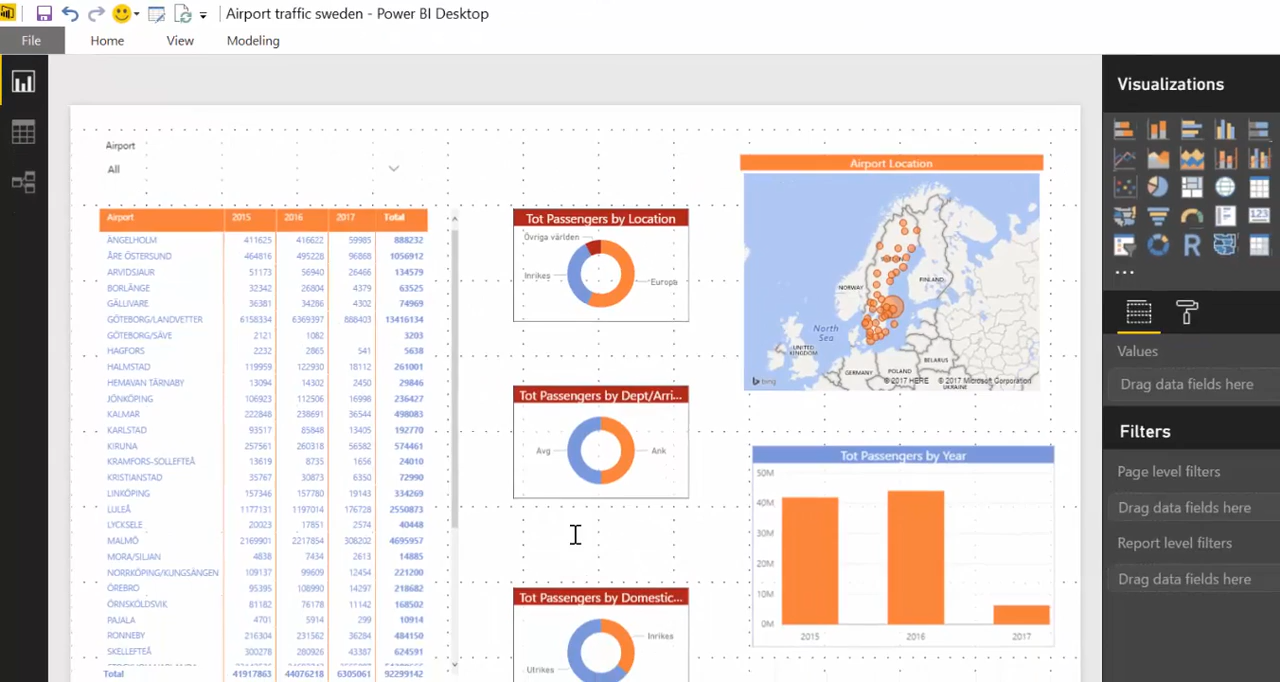 Airport traffic sweden - Power BI Desktop
File Home View Modeling
Airport
All
Airport 2015 2016 2017 Total
ÄNGELHOLM 411625 416622 59985 888232
ÅRE ÖSTERSUND 464816 495228 96868 1056912
ARVIDSJAUR 51173 56940 26466 134579
BORLÄNGE 32342 26804 4379 63525
GÄLLIVARE 36381 34286 4302 74969
GÖTEBORG/LANDVETTER 6158334 6369397 888403 13416134
GÖTEBORG/SÄVE 2121 1082 3203
HAGFORS 2232 2865 541 5638
HALMSTAD 119959 122930 18112 261001
HEMAVAN TÄRNABY 13094 14302 2450 29846
JÖNKÖPING 106923 112506 16998 236427
KALMAR 222848 238691 36544 498083
KARLSTAD 93517 85848 13405 192770
KIRUNA 257561 260318 56582 574461
KRAMFORS-SOLLEFTEÅ 13619 8735 1656 24010
KRISTIANSTAD 35767 30873 6350 72990
LINKÖPING 157346 157780 19143 334269
LULEÅ 1177131 1197014 176728 2550873
LYCKSELE 20023 17851 2574 40448
MALMÖ 2169901 2217854 308202 4695957
MORA/SILJAN 4838 7434 2613 14885
NORRKÖPING/KUNGSÄNGEN 109137 99609 12454 221200
ÖREBRO 95395 108990 14297 218682
ÖRNSKÖLDSVIK 81182 76178 11142 168502
PAJALA 4701 5914 299 10914
RONNEBY 216304 231562 36284 484150
SKELLEFTEÅ 300278 280926 43387 624591
Total 41917863 44076218 6305061 92299142
Tot Passengers by Location
Övriga världen
Inrikes
Europa
Tot Passengers by Dept/Arri...
Avg
Ank
Tot Passengers by Domestic...
Inrikes
Utrikes
Airport Location
NORWAY
FINLAND
North
Sea
UNITED
KINGDOM
BELARUS
POLAND
GERMANY
UKRAINE
bing
© 2017 HERE © 2017 Microsoft Corporation
Tot Passengers by Year
50M
40M
30M
20M
10M
0M
2015 2016 2017
Visualizations
R
123
Values
Drag data fields here
Filters
Page level filters
Drag data fields here
Report level filters
Drag data fields here